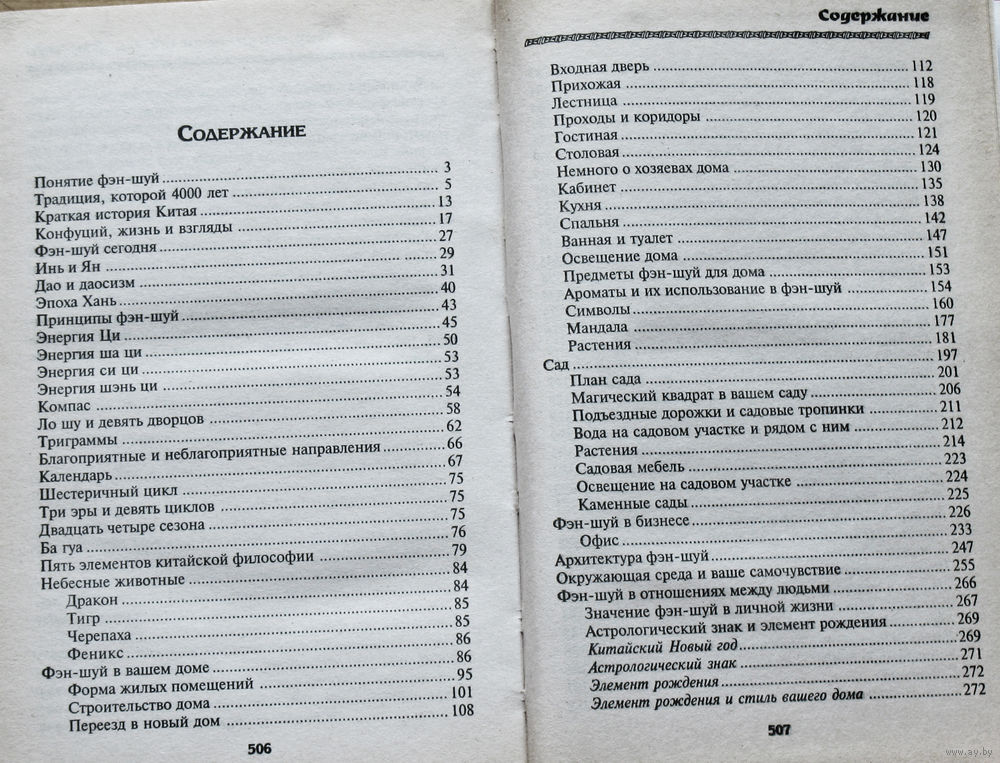 СОДЕРЖАНИЕ
Понятие фэн-шуй ........ 3
Традиция, которой 4000 лет ........ 5
Краткая история Китая ........ 13
Конфуций, жизнь и взгляды ........ 17
Фэн-шуй сегодня ........ 27
Инь и Ян ........ 29
Дао и даосизм ........ 31
Эпоха Хань ........ 40
Принципы фэн-шуй ........ 43
Энергия Ци ........ 45
Энергия ша ци ........ 50
Энергия си ци ........ 53
Энергия шэнь ци ........ 53
Компас ........ 54
Ло шу и девять дворцов ........ 58
Триграммы ........ 62
Благоприятные и неблагоприятные направления ........ 66
Календарь ........ 67
Шестеричный цикл ........ 75
Три эры и девять циклов ........ 75
Двадцать четыре сезона ........ 75
Ба гуа ........ 76
Пять элементов китайской философии ........ 79
Небесные животные ........ 84
Дракон ........ 84
Тигр ........ 85
Черепаха ........ 85
Феникс ........ 86
Фэн-шуй в вашем доме ........ 86
Форма жилых помещений ........ 95
Строительство дома ........ 101
Переезд в новый дом ........ 108
506
Содержание
Входная дверь ........ 112
Прихожая ........ 118
Лестница ........ 119
Проходы и коридоры ........ 120
Гостиная ........ 121
Столовая ........ 124
Немного о хозяевах дома ........ 130
Кабинет ........ 135
Кухня ........ 138
Спальня ........ 142
Ванная и туалет ........ 147
Освещение дома ........ 151
Предметы фэн-шуй для дома ........ 153
Ароматы и их использование в фэн-шуй ........ 154
Символы ........ 160
Мандала ........ 177
Растения ........ 181
Сад ........ 197
План сада ........ 201
Магический квадрат в вашем саду ........ 206
Подъездные дорожки и садовые тропинки ........ 211
Вода на садовом участке и рядом с ним ........ 212
Растения ........ 214
Садовая мебель ........ 223
Освещение на садовом участке ........ 224
Каменные сады ........ 225
Фэн-шуй в бизнесе ........ 226
Офис ........ 233
Архитектура фэн-шуй ........ 247
Окружающая среда и ваше самочувствие ........ 255
Фэн-шуй в отношениях между людьми ........ 266
Значение фэн-шуй в личной жизни ........ 267
Астрологический знак и элемент рождения ........ 269
Китайский Новый год ........ 269
Астрологический знак ........ 271
Элемент рождения ........ 272
Элемент рождения и стиль вашего дома ........ 272
507
www.ay.by